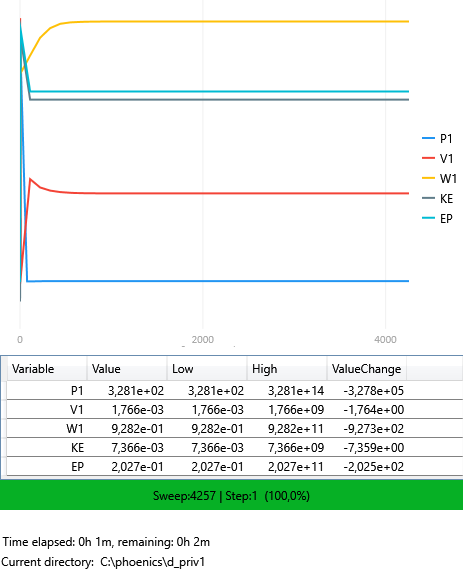 P1
V1
W1
KE
EP
0 2000 4000
Variable Value Low High ValueChange
P1 3,281e+02 3,281e+02 3,281e+14 -3,278e+05
V1 1,766e-03 1,766e-03 1,766e+09 -1,764e+00
W1 9,282e-01 9,282e-01 9,282e+11 -9,273e+02
KE 7,366e-03 7,366e-03 7,366e+09 -7,359e+00
EP 2,027e-01 2,027e-01 2,027e+11 -2,025e+02
Sweep:4257 | Step:1 (100,0%)
Time elapsed: 0h 1m, remaining: 0h 2m
Current directory: C:\phoenics\d_priv1